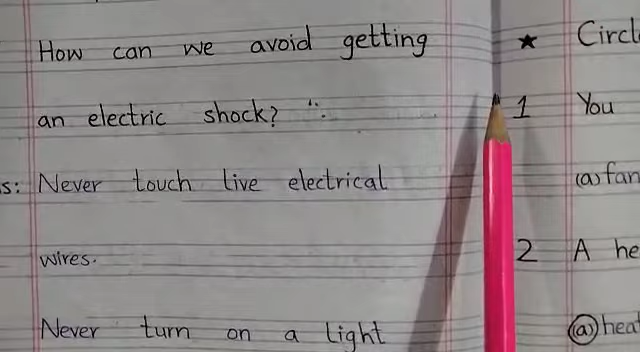 How can we avoid getting
an electric shock?
s: Never touch live electrical
wires.
Never turn on a light
★ Circl
1 You
(a) fan
2 A he
(a) heat